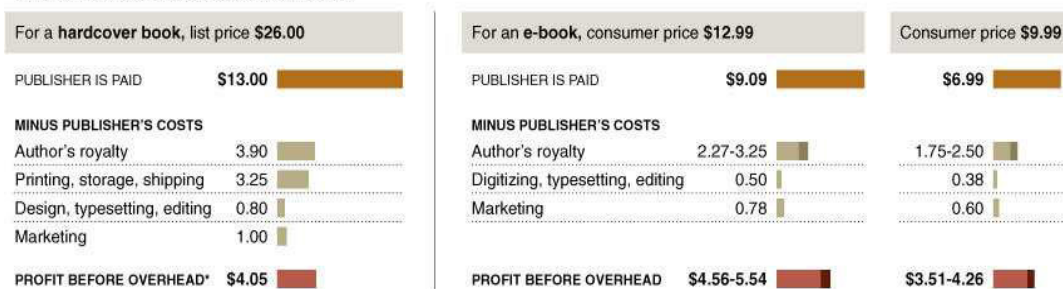 For a hardcover book, list price $26.00
PUBLISHER IS PAID $13.00
MINUS PUBLISHER'S COSTS
Author's royalty 3.90
Printing, storage, shipping 3.25
Design, typesetting, editing 0.80
Marketing 1.00
PROFIT BEFORE OVERHEAD* $4.05
For an e-book, consumer price $12.99 Consumer price $9.99
PUBLISHER IS PAID $9.09 $6.99
MINUS PUBLISHER'S COSTS
Author's royalty 2.27-3.25 1.75-2.50
Digitizing, typesetting, editing 0.50 0.38
Marketing 0.78 0.60
PROFIT BEFORE OVERHEAD $4.56-5.54 $3.51-4.26